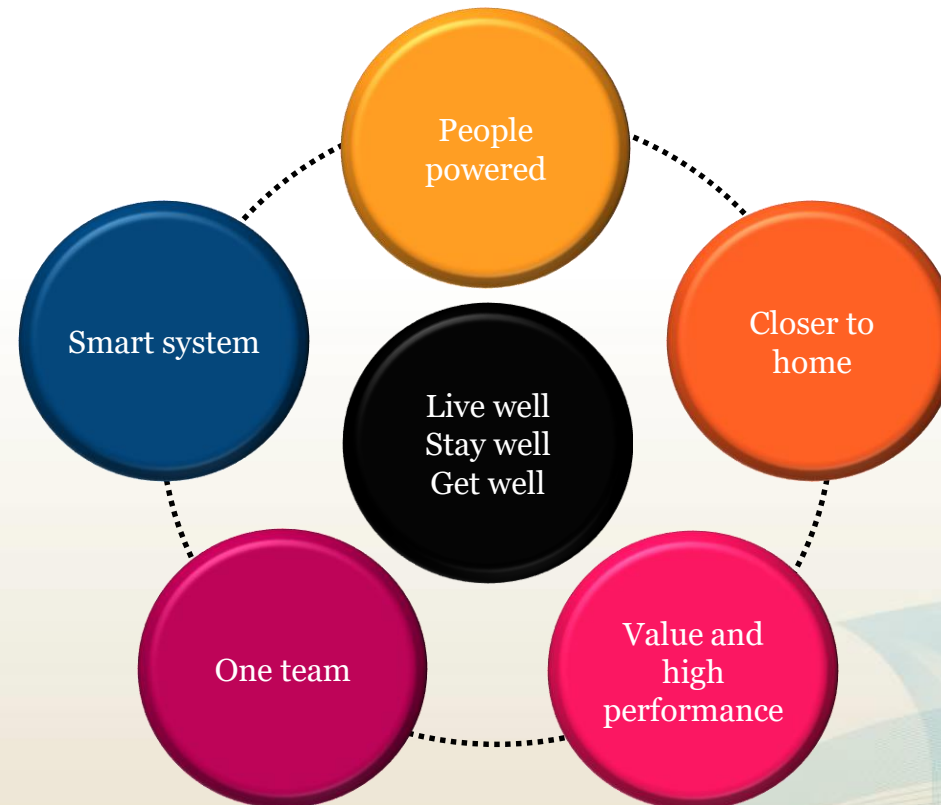 People
powered
Smart system
Closer to
home
Live well
Stay well
Get well
One team
Value and
high
performance